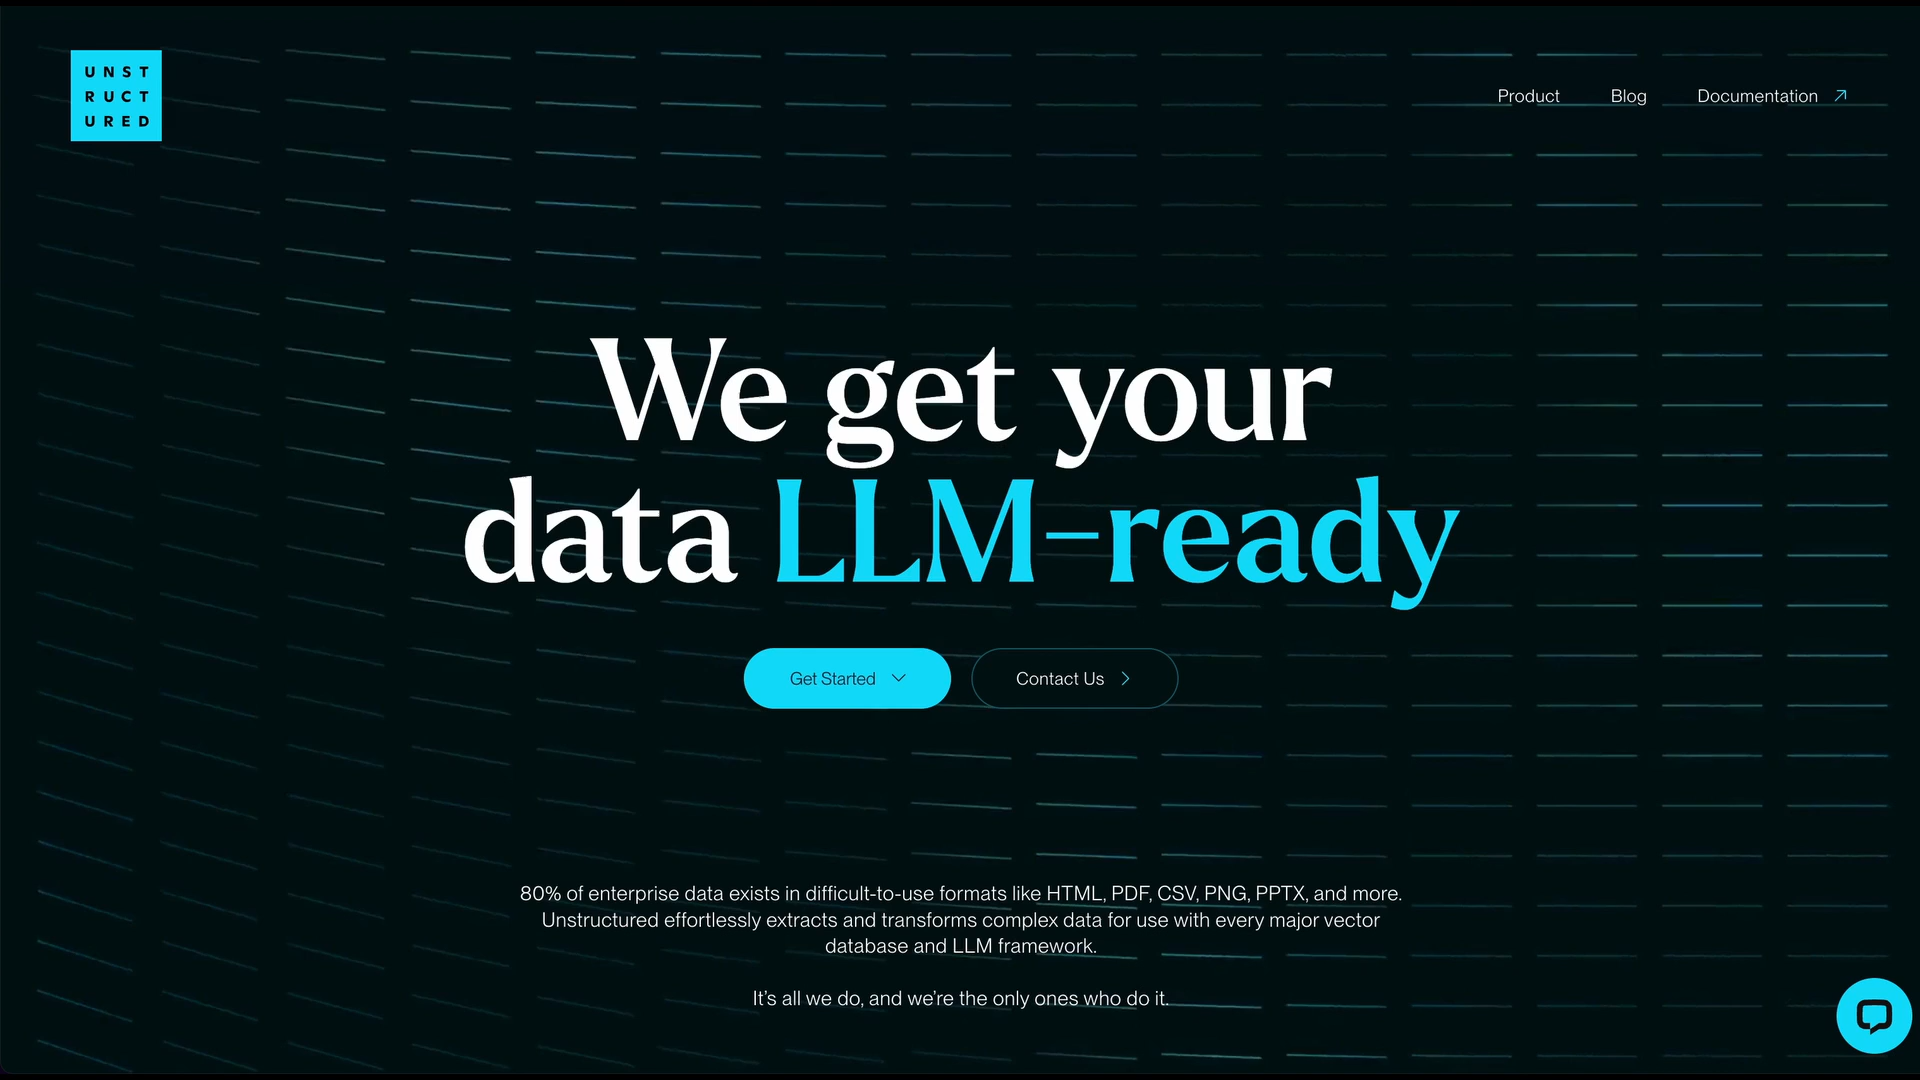 UNST
RUCT
URED
Product Blog Documentation
We get your
data LLM-ready
Get Started Contact Us
80% of enterprise data exists in difficult-to-use formats like HTML, PDF, CSV, PNG, PPTX, and more.
Unstructured effortlessly extracts and transforms complex data for use with every major vector
database and LLM framework.
It’s all we do, and we’re the only ones who do it.